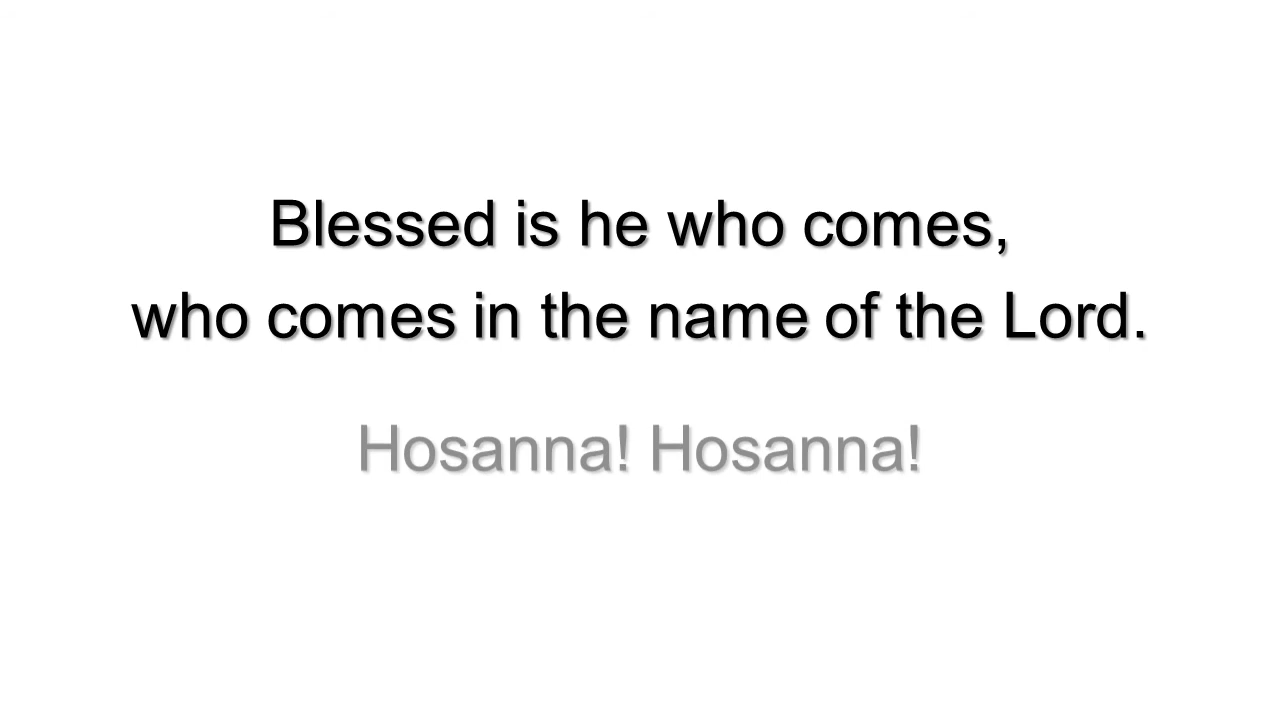 Blessed is he who comes,
who comes in the name of the Lord.
Hosanna! Hosanna!